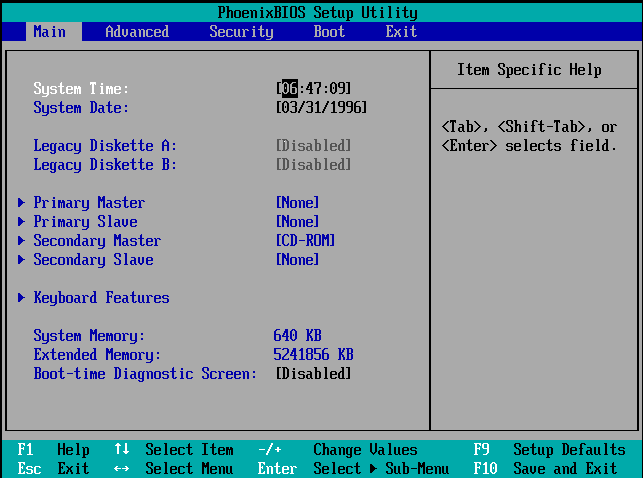 PhoenixBIOS Setup Utility
Main Advanced Security Boot Exit
Item Specific Help
System Time: [06:47:09]
System Date: [03/31/1996]
<Tab>, <Shift-Tab>, or
<Enter> selects field.
Legacy Diskette A: [Disabled]
Legacy Diskette B: [Disabled]
Primary Master [None]
Primary Slave [None]
Secondary Master [CD-ROM]
Secondary Slave [None]
Keyboard Features
System Memory: 640 KB
Extended Memory: 5241856 KB
Boot-time Diagnostic Screen: [Disabled]
F1 Help ↑↓ Select Item -/+ Change Values F9 Setup Defaults
Esc Exit ↔ Select Menu Enter Select ▶ Sub-Menu F10 Save and Exit